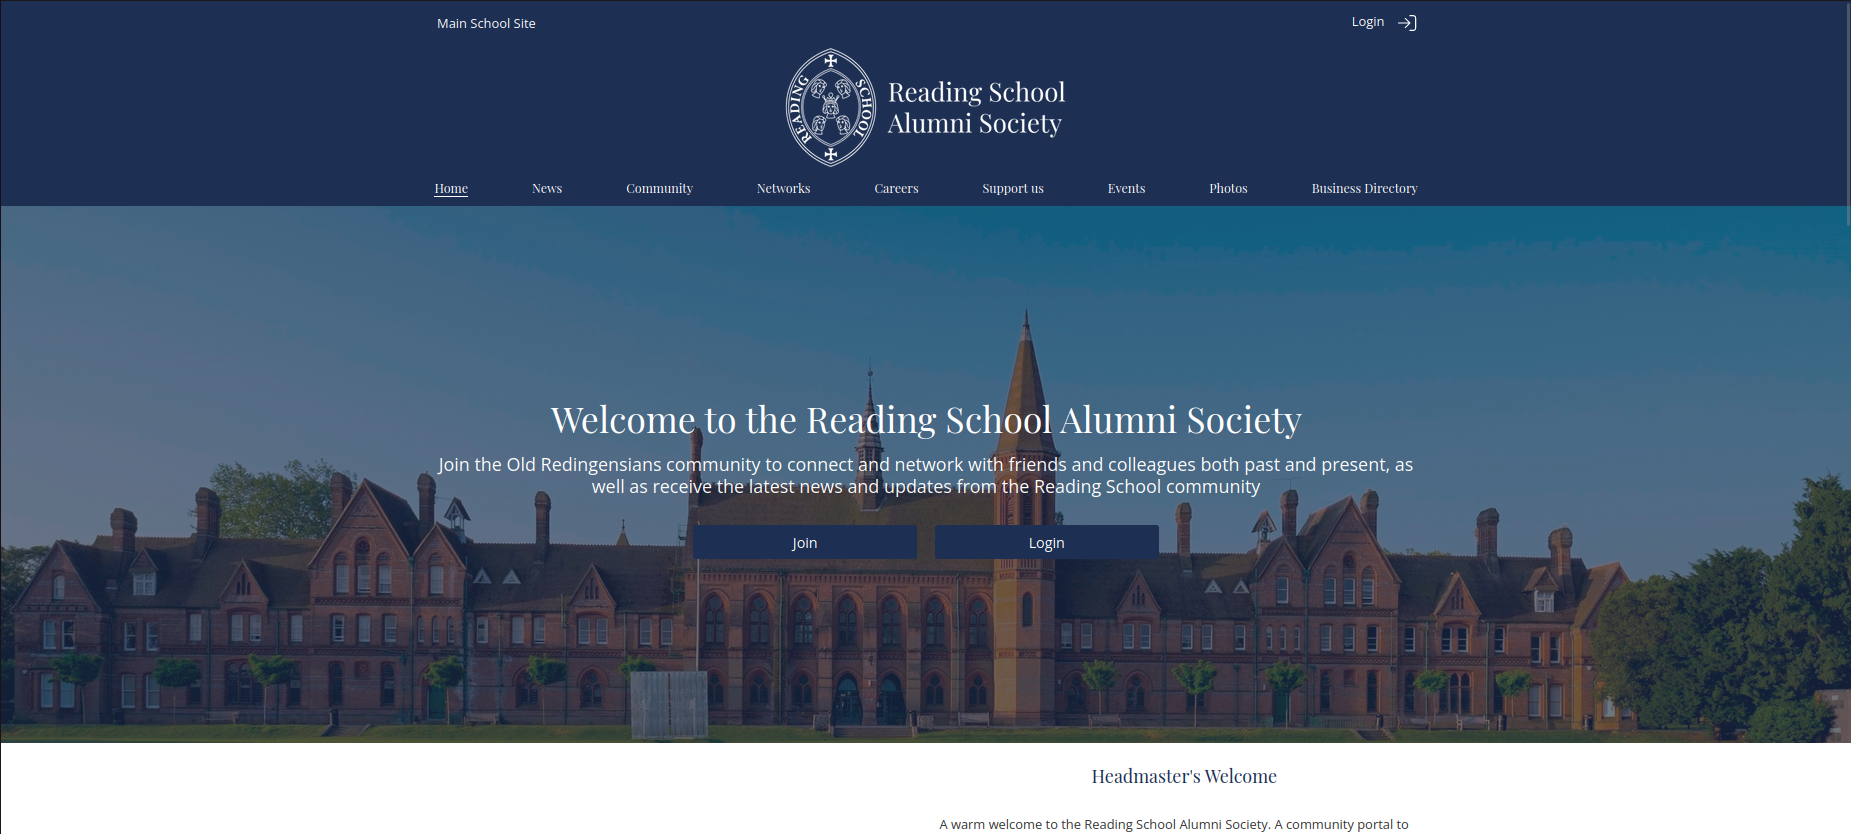 Main School Site
Login
READING SCHOOL
Reading School
Alumni Society
Home News Community Networks Careers Support us Events Photos Business Directory
Welcome to the Reading School Alumni Society
Join the Old Redingensians community to connect and network with friends and colleagues both past and present, as
well as receive the latest news and updates from the Reading School community
Join Login
Headmaster's Welcome
A warm welcome to the Reading School Alumni Society. A community portal to